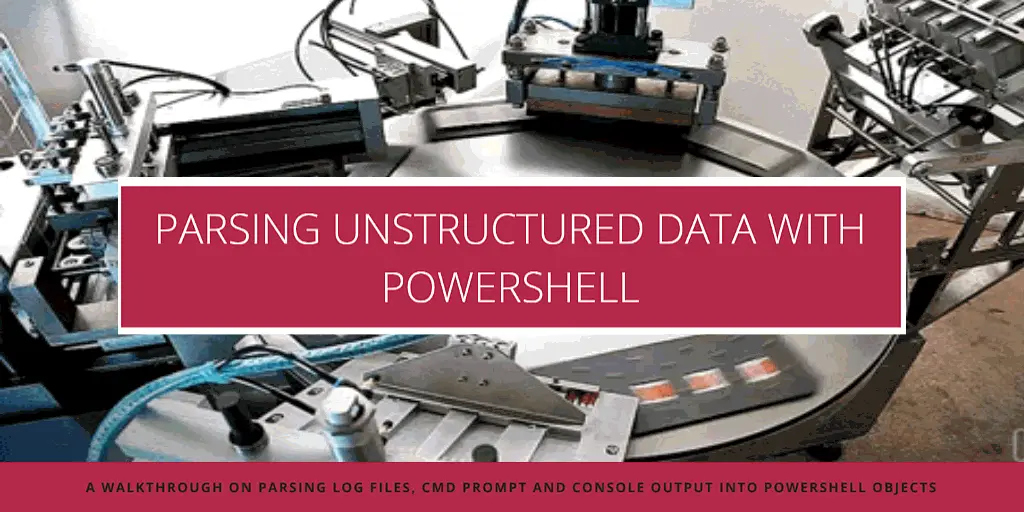 PARSING UNSTRUCTURED DATA WITH
POWERSHELL
A WALKTHROUGH ON PARSING LOG FILES, CMD PROMPT AND CONSOLE OUTPUT INTO POWERSHELL OBJECTS